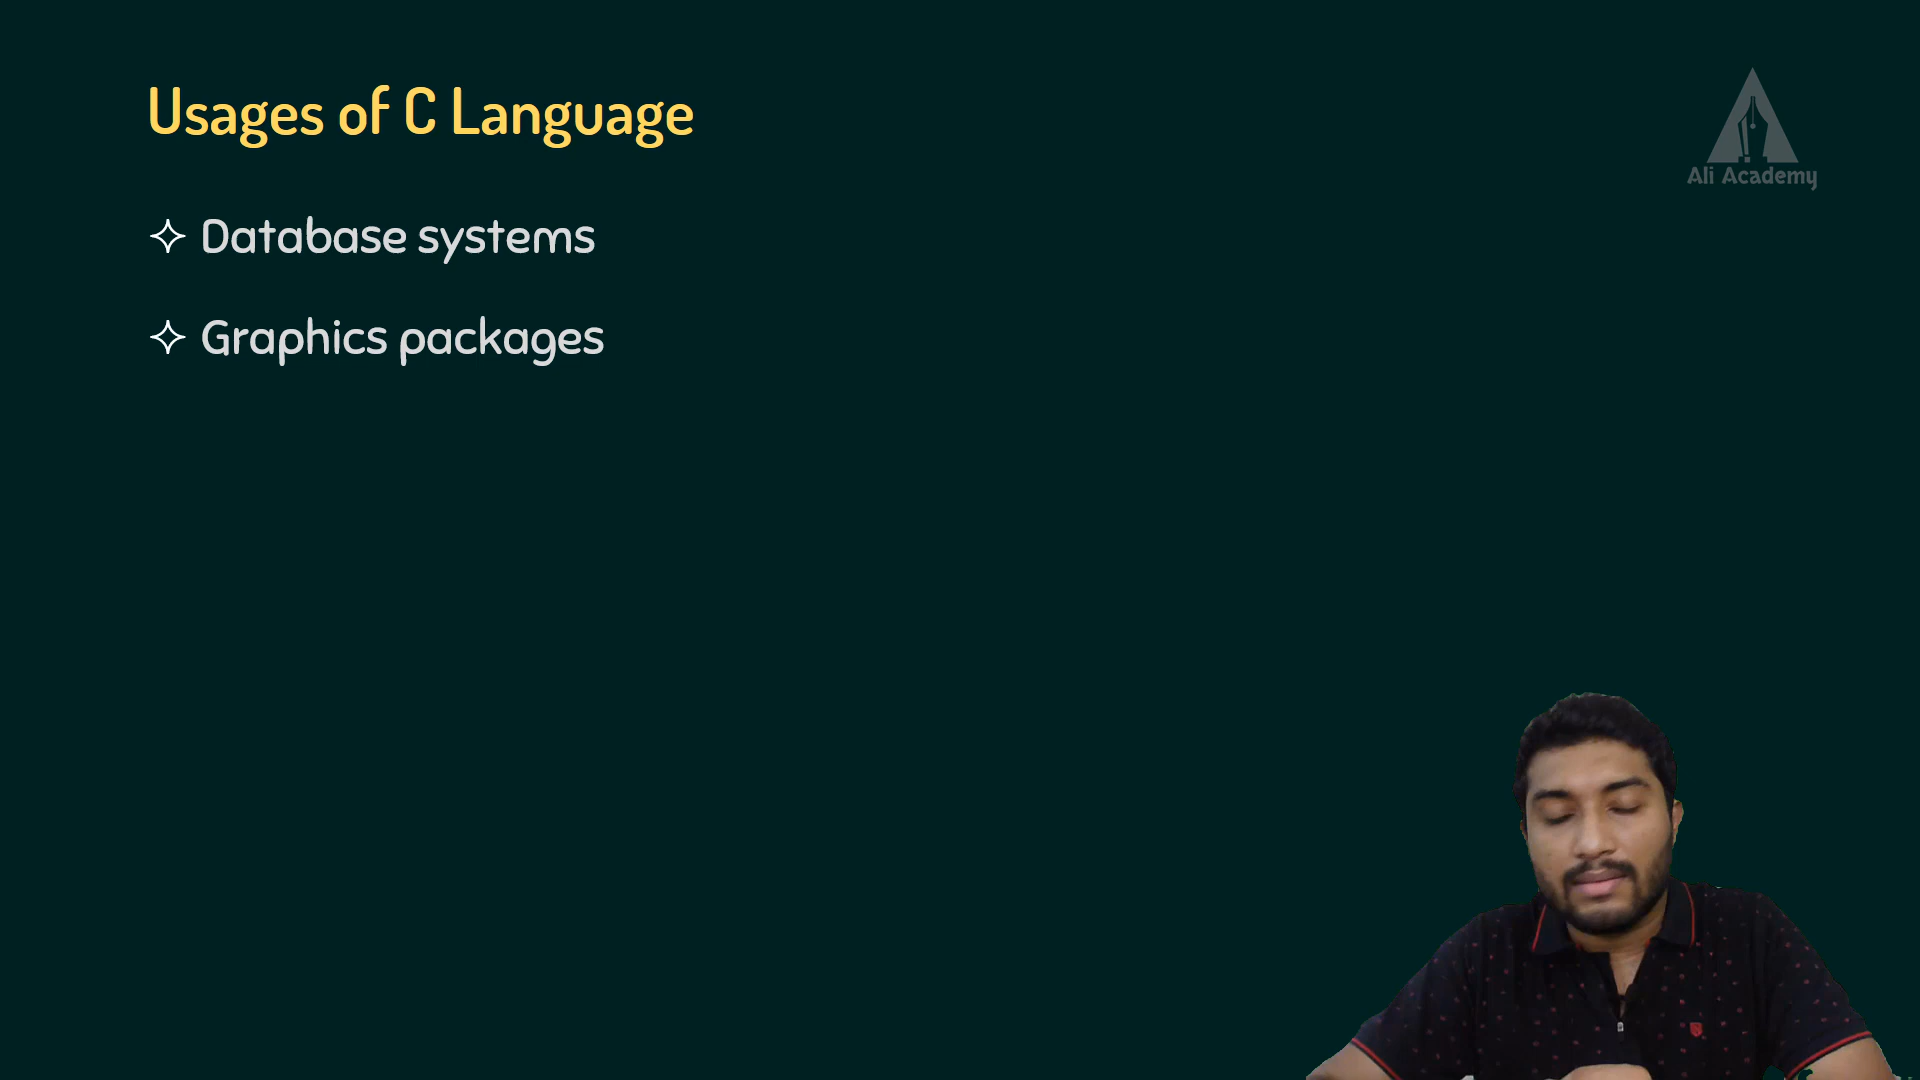 Usages of C Language
Ali Academy
Database systems
Graphics packages